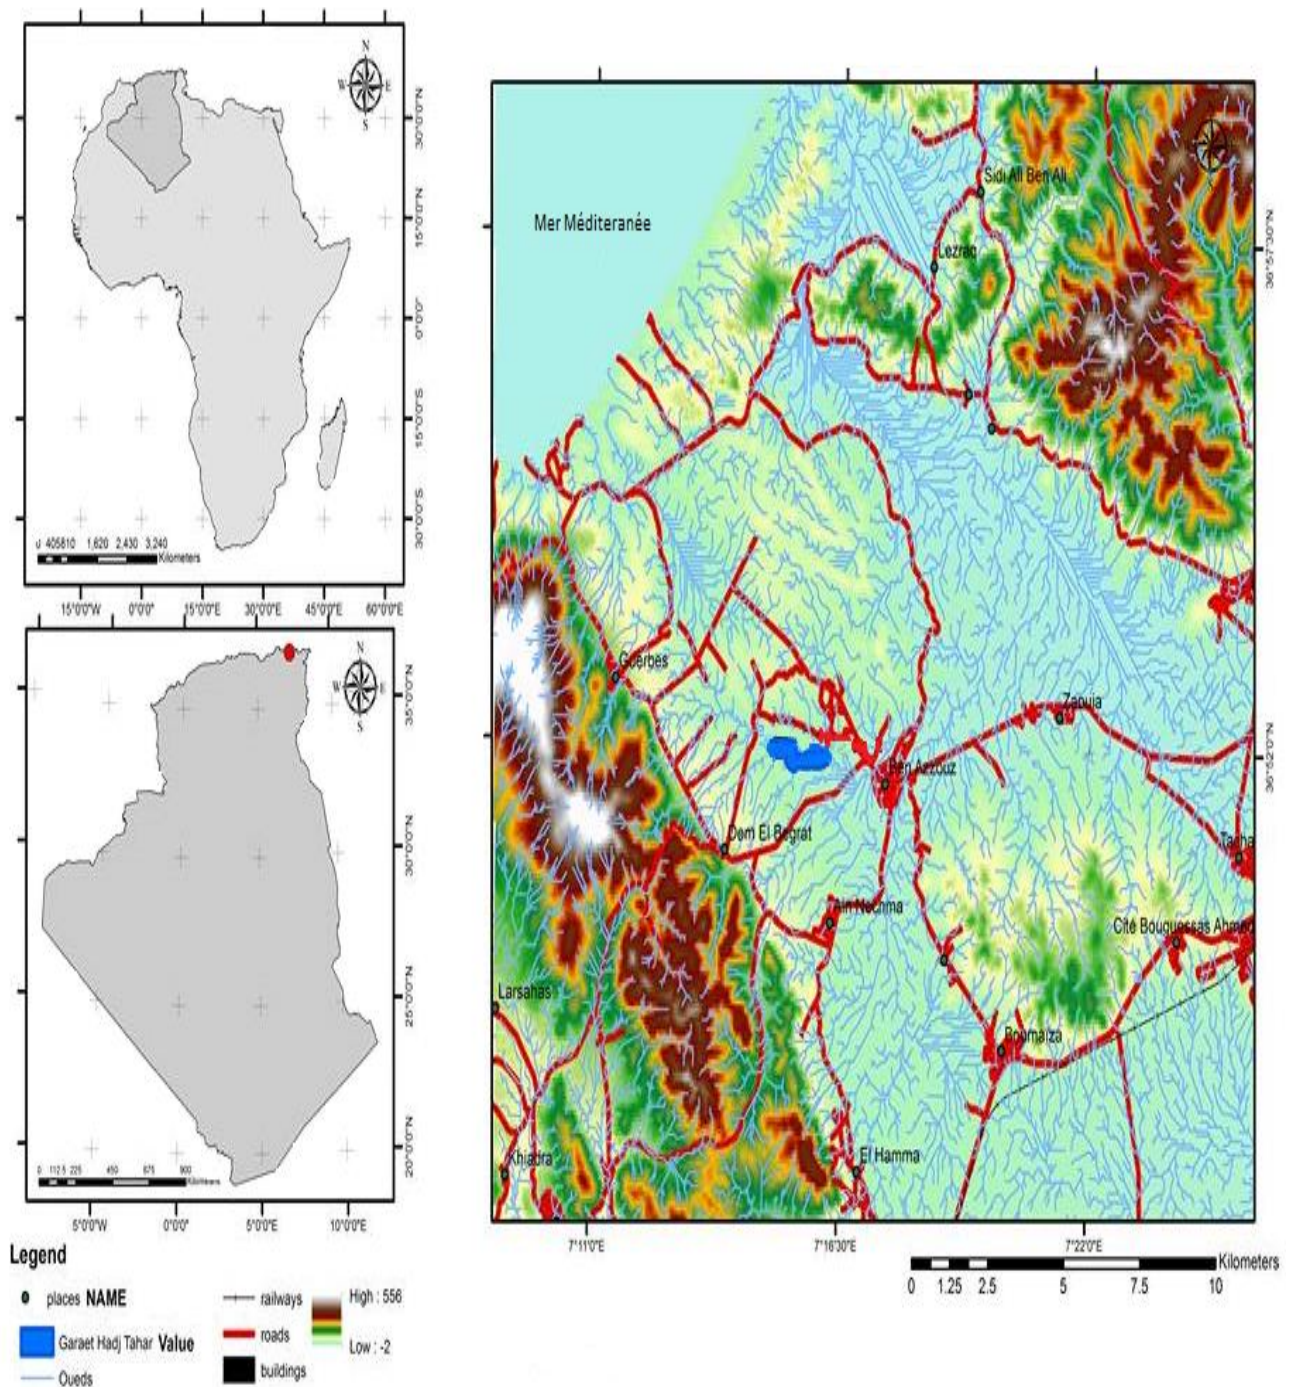 N
W E
S
30°0'0"N
15°0'0"N
0°0'0"
15°0'0"S
30°0'0"S
0 405810 1,620 2,430 3,240
Kilometers
15°0'0"W 0°0'0" 15°0'0"E 30°0'0"E 45°0'0"E 60°0'0"E
N
W E
S
35°0'0"N
30°0'0"N
25°0'0"N
20°0'0"N
0 112.5 225 450 675 900
Kilometers
5°0'0"W 0°0'0" 5°0'0"E 10°0'0"E
Mer Méditeranée
Sidi Ali Ben Ali
Lezraq
Guerbes
Zaouia
Ben Azzouz
Dem El Begrat
Ain Nechma
Cité Bouguessas Ahmed
Larsahas
Boumaiza
Khiadra
El Hamma
36°57'30"N
36°52'0"N
7°11'0"E 7°16'30"E 7°22'0"E
Kilometers
0 1.25 2.5 5 7.5 10
Legend
places NAME
Garaet Hadj Tahar Value
Oueds
railways
roads
buildings
High : 556
Low : -2